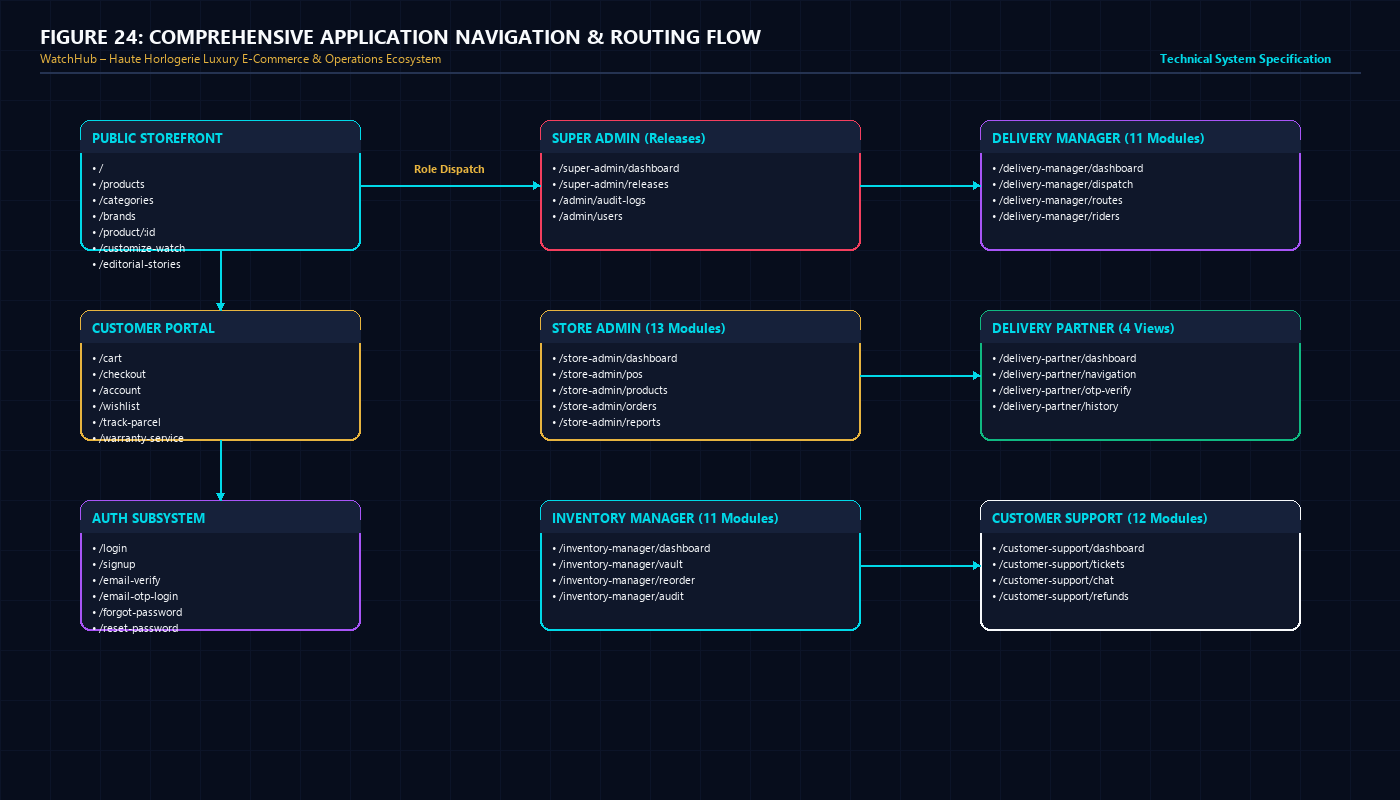 FIGURE 24: COMPREHENSIVE APPLICATION NAVIGATION & ROUTING FLOW
WatchHub – Haute Horlogerie Luxury E-Commerce & Operations Ecosystem
Technical System Specification
PUBLIC STOREFRONT
• /
• /products
• /categories
• /brands
• /product/:id
• /customize-watch
• /editorial-stories
Role Dispatch
SUPER ADMIN (Releases)
• /super-admin/dashboard
• /super-admin/releases
• /admin/audit-logs
• /admin/users
DELIVERY MANAGER (11 Modules)
• /delivery-manager/dashboard
• /delivery-manager/dispatch
• /delivery-manager/routes
• /delivery-manager/riders
CUSTOMER PORTAL
• /cart
• /checkout
• /account
• /wishlist
• /track-parcel
• /warranty-service
STORE ADMIN (13 Modules)
• /store-admin/dashboard
• /store-admin/pos
• /store-admin/products
• /store-admin/orders
• /store-admin/reports
DELIVERY PARTNER (4 Views)
• /delivery-partner/dashboard
• /delivery-partner/navigation
• /delivery-partner/otp-verify
• /delivery-partner/history
AUTH SUBSYSTEM
• /login
• /signup
• /email-verify
• /email-otp-login
• /forgot-password
• /reset-password
INVENTORY MANAGER (11 Modules)
• /inventory-manager/dashboard
• /inventory-manager/vault
• /inventory-manager/reorder
• /inventory-manager/audit
CUSTOMER SUPPORT (12 Modules)
• /customer-support/dashboard
• /customer-support/tickets
• /customer-support/chat
• /customer-support/refunds